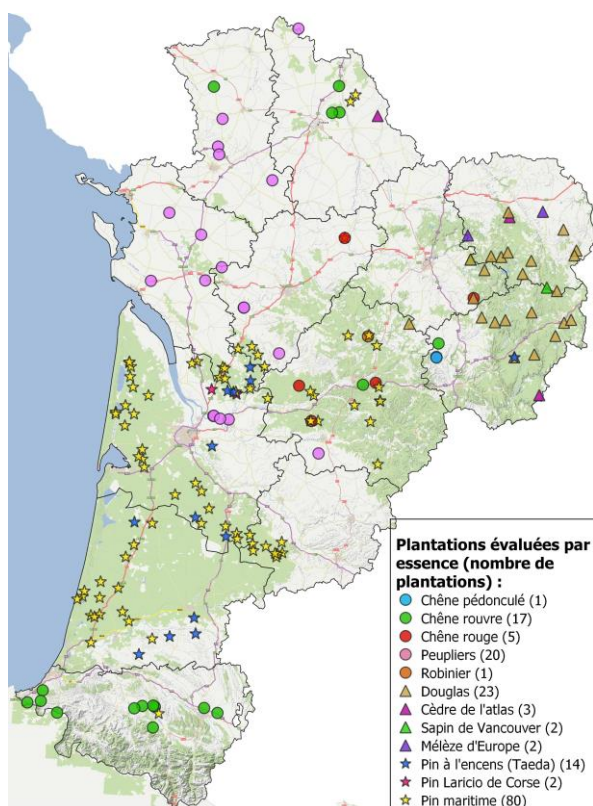 Plantations évaluées par
essence (nombre de
plantations) :
Chêne pédonculé (1)
Chêne rouvre (17)
Chêne rouge (5)
Peupliers (20)
Robinier (1)
Douglas (23)
Cèdre de l'atlas (3)
Sapin de Vancouver (2)
Mélèze d'Europe (2)
Pin à l'encens (Taeda) (14)
Pin Laricio de Corse (2)
Pin maritime (80)